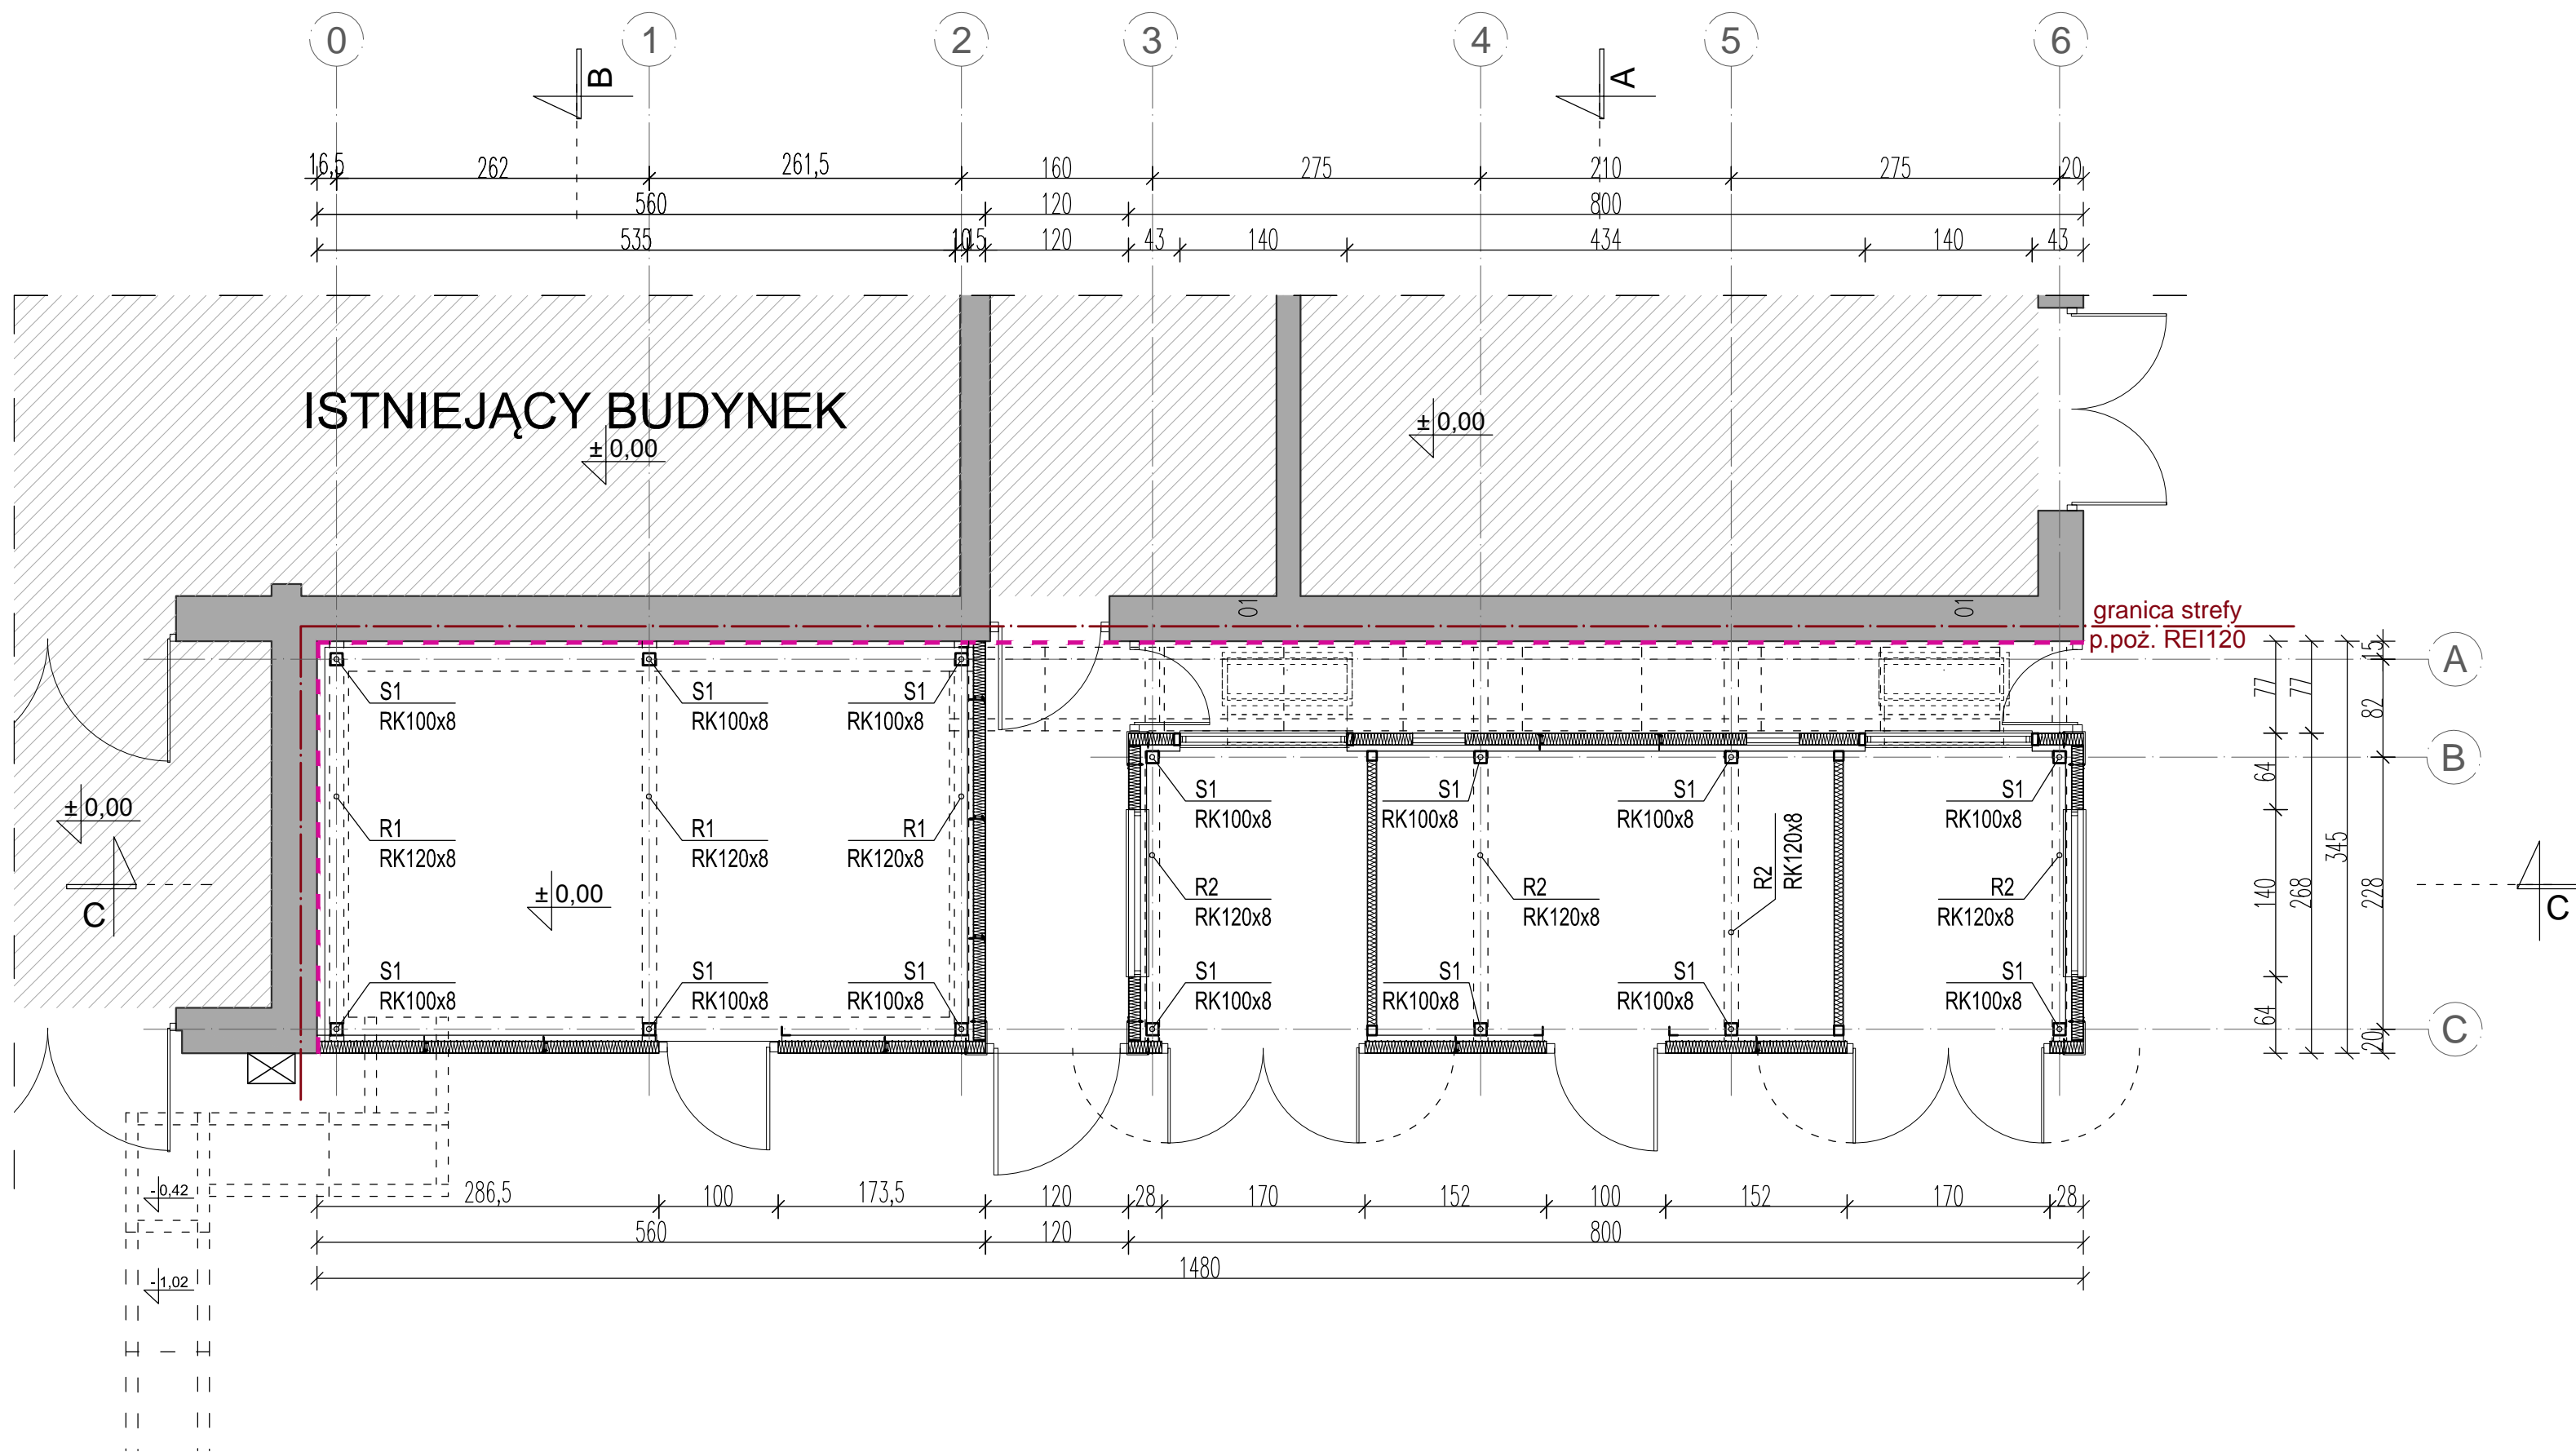 0 1 2 3 4 5 6
B A
16,5 262 261,5 160 275 210 275 20
560 120 800
535 10 15 120 43 140 434 140 43
ISTNIEJĄCY BUDYNEK
±0,00
±0,00
01 01
granica strefy
p.poż. REI120
A
15
77 77 82
S1 S1 S1
RK100x8 RK100x8 RK100x8
B
64
S1 S1 S1 S1
RK100x8 RK100x8 RK100x8 RK100x8
±0,00
R1 R1 R1
RK120x8 RK120x8 RK120x8
R2
RK120x8
345
140 268 228
R2 R2 R2
RK120x8 RK120x8 RK120x8
±0,00
C C
S1 S1 S1 S1 S1 S1 S1
RK100x8 RK100x8 RK100x8 RK100x8 RK100x8 RK100x8 RK100x8
64
20
C
-0,42
286,5 100 173,5 120 28 170 152 100 152 170 28
560 120 800
-1,02
1480